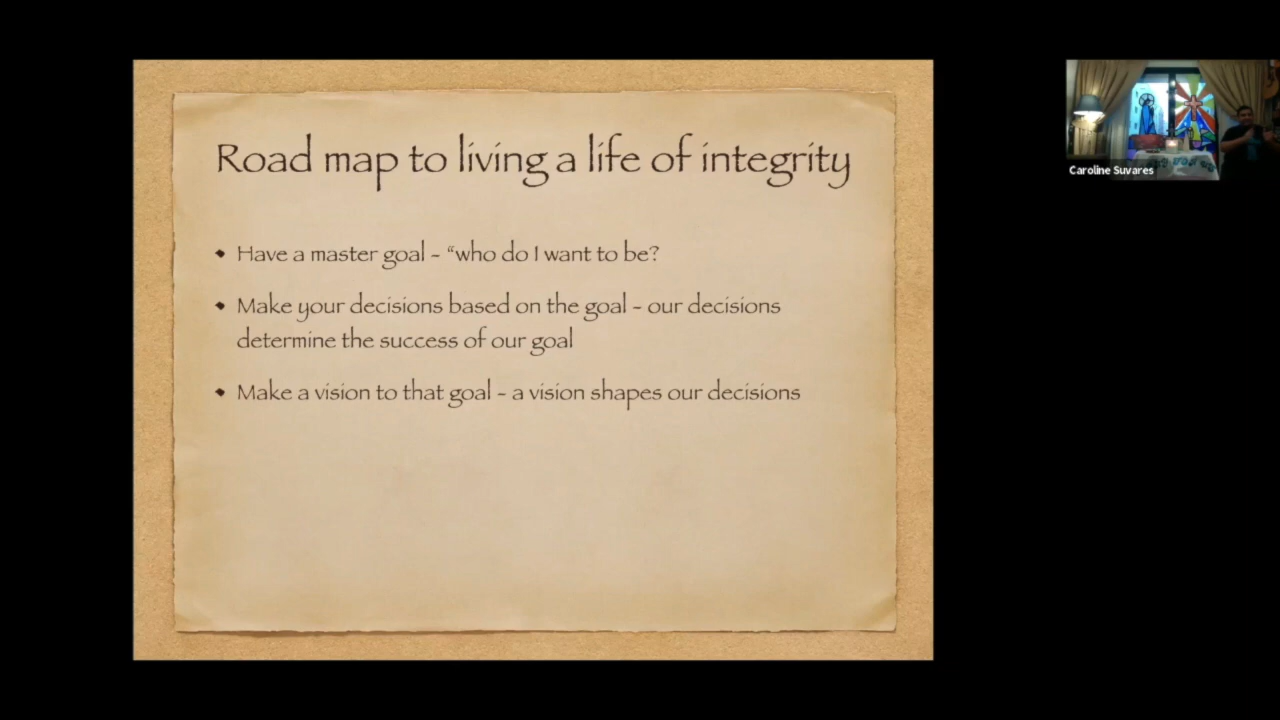 Road map to living a life of integrity
• Have a master goal - “who do I want to be?
• Make your decisions based on the goal - our decisions
determine the success of our goal
• Make a vision to that goal - a vision shapes our decisions
Caroline Suvares